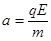 a = qE/m